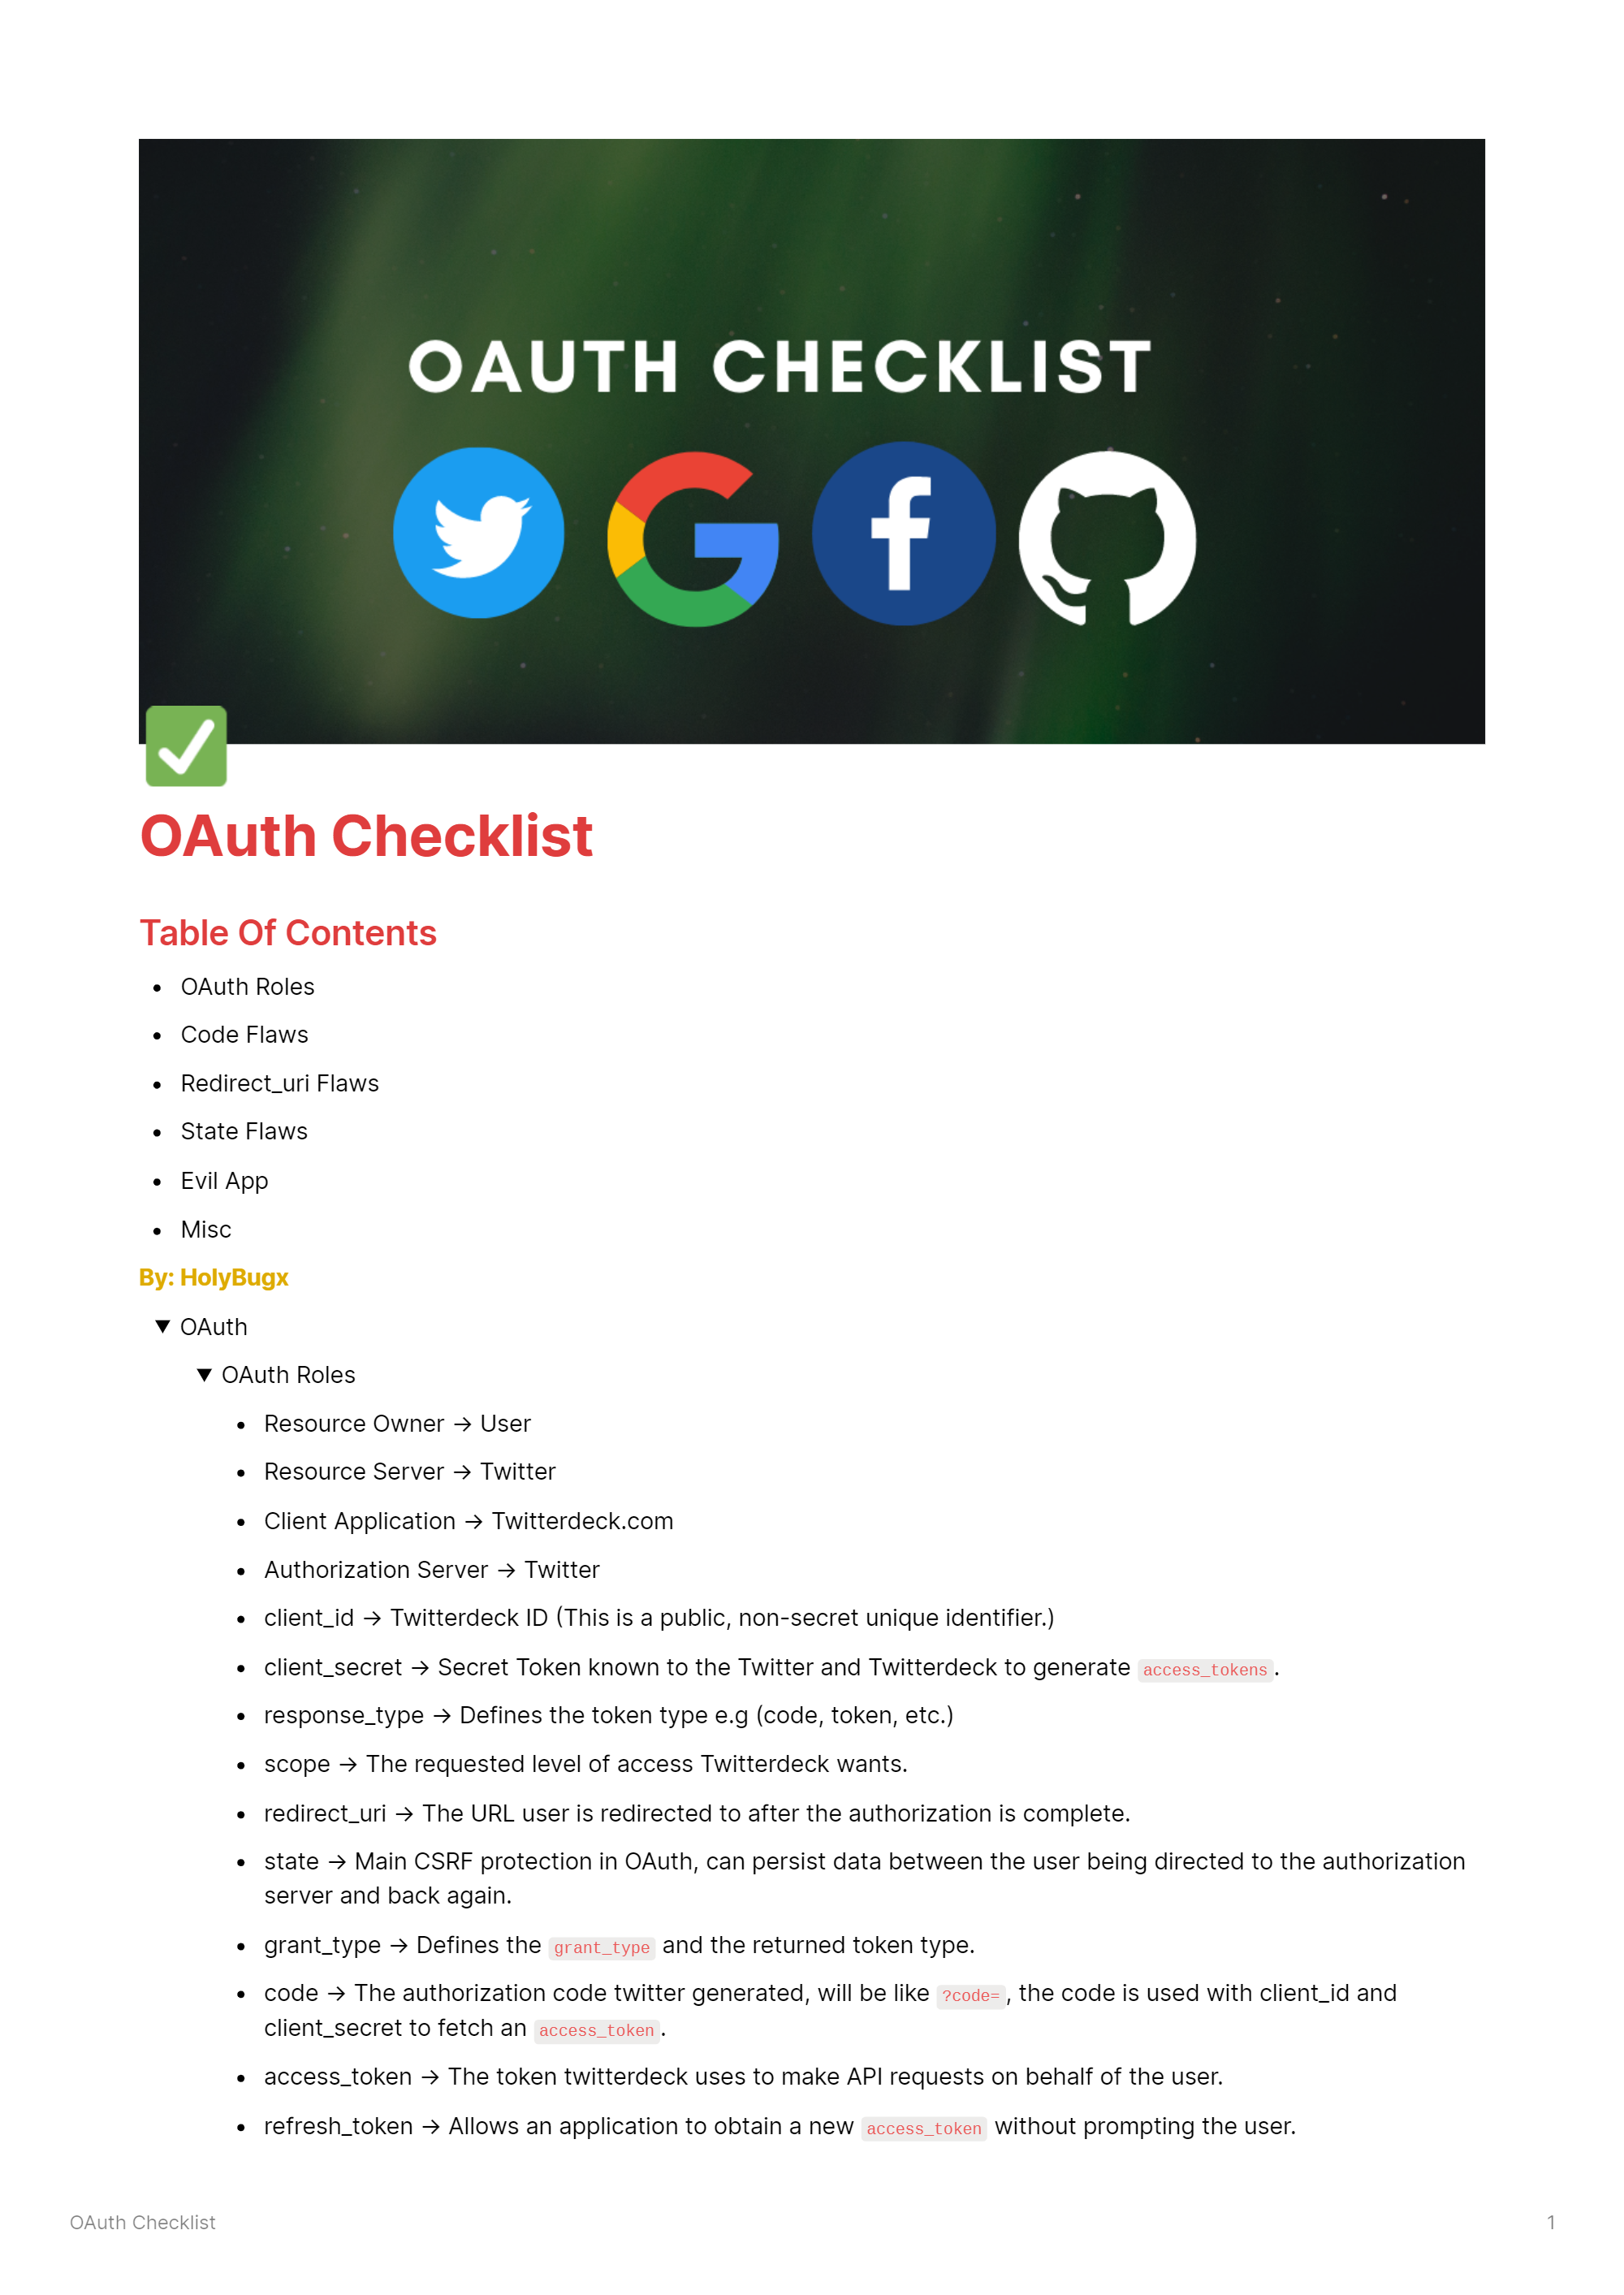 OAUTH CHECKLIST
OAuth Checklist
Table Of Contents
• OAuth Roles
• Code Flaws
• Redirect_uri Flaws
• State Flaws
• Evil App
• Misc
By: HolyBugx
▼ OAuth
▼ OAuth Roles
• Resource Owner → User
• Resource Server → Twitter
• Client Application → Twitterdeck.com
• Authorization Server → Twitter
• client_id → Twitterdeck ID (This is a public, non-secret unique identifier.)
• client_secret → Secret Token known to the Twitter and Twitterdeck to generate access_tokens.
• response_type → Defines the token type e.g (code, token, etc.)
• scope → The requested level of access Twitterdeck wants.
• redirect_uri → The URL user is redirected to after the authorization is complete.
• state → Main CSRF protection in OAuth, can persist data between the user being directed to the authorization
server and back again.
• grant_type → Defines the grant_type and the returned token type.
• code → The authorization code twitter generated, will be like ?code=, the code is used with client_id and
client_secret to fetch an access_token.
• access_token → The token twitterdeck uses to make API requests on behalf of the user.
• refresh_token → Allows an application to obtain a new access_token without prompting the user.
OAuth Checklist
1